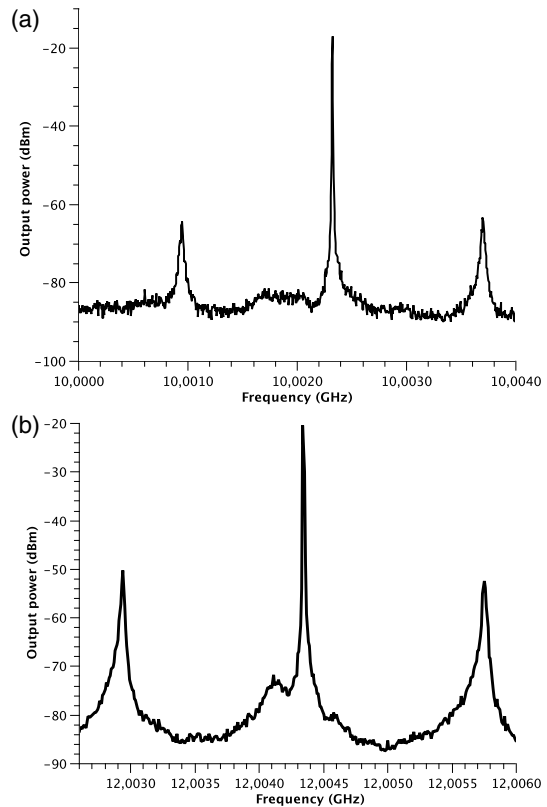 (a)
-20
-40
Output power (dBm)
-60
-80
-100
10,0000 10,0010 10,0020 10,0030 10,0040
Frequency (GHz)
(b)
-20
-30
-40
Output power (dBm)
-50
-60
-70
-80
-90
12,0030 12,0035 12,0040 12,0045 12,0050 12,0055 12,0060
Frequency (GHz)